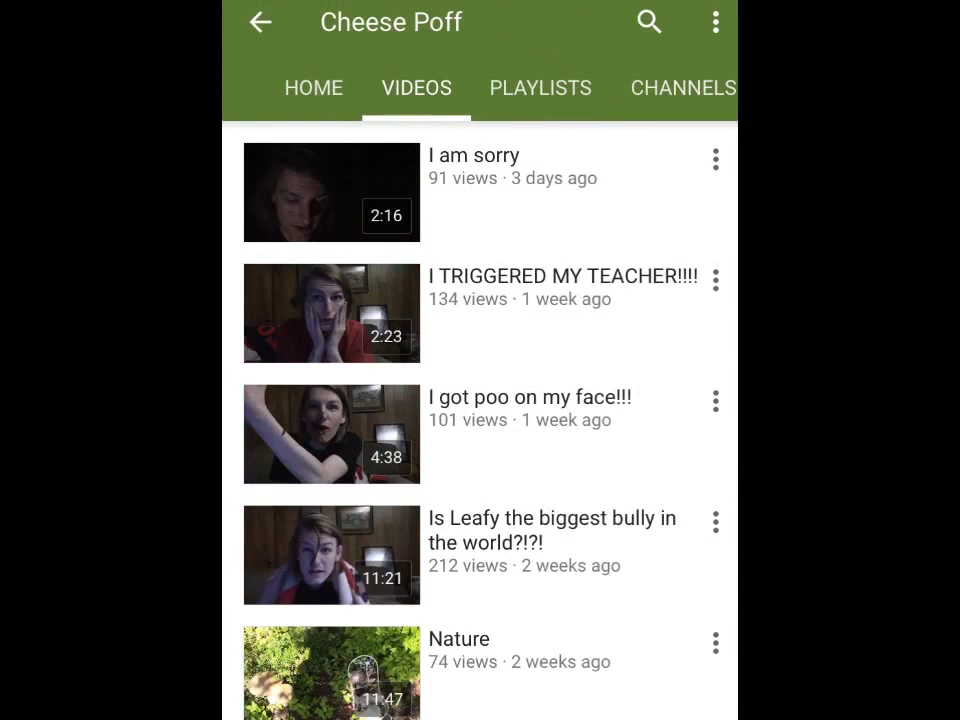 Cheese Poff
HOME VIDEOS PLAYLISTS CHANNELS
I am sorry
91 views · 3 days ago
2:16
I TRIGGERED MY TEACHER!!!!
134 views · 1 week ago
2:23
I got poo on my face!!!
101 views · 1 week ago
4:38
Is Leafy the biggest bully in
the world?!?!
212 views · 2 weeks ago
11:21
Nature
74 views · 2 weeks ago
11:47